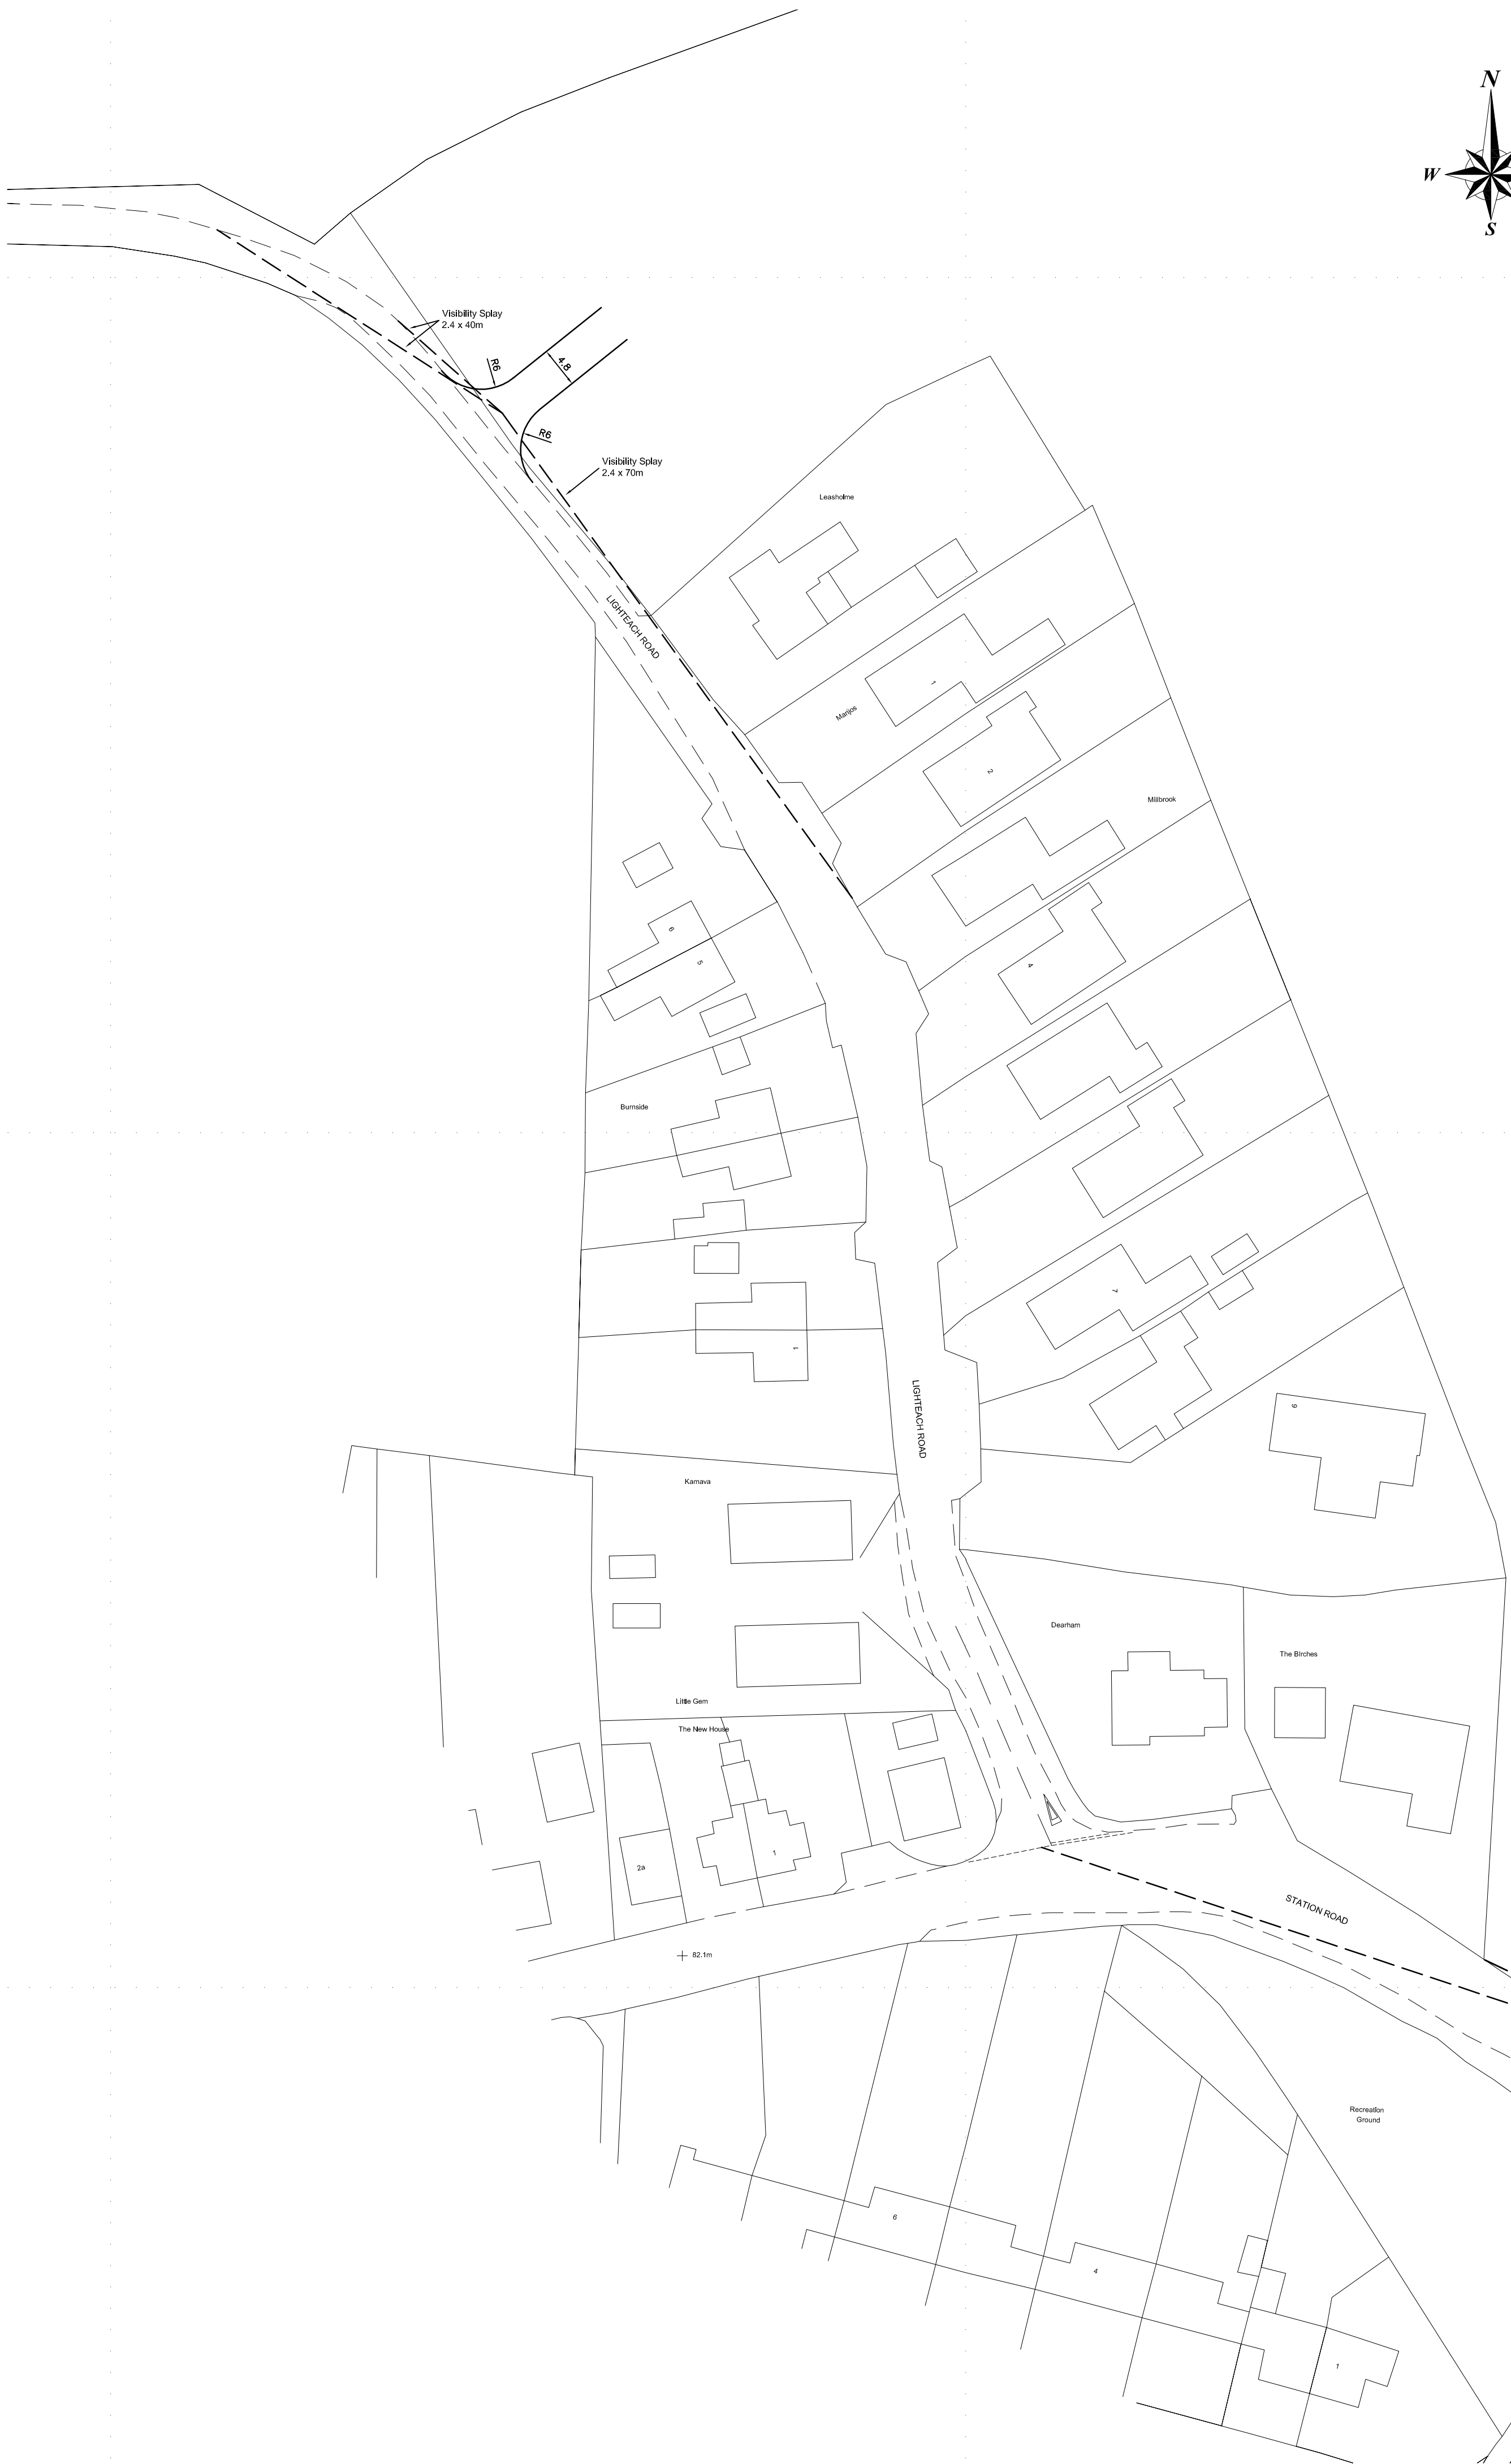 N
W
S
Visibility Splay
2.4 x 40m
R6
4.8
R6
Visibility Splay
2.4 x 70m
Leasholme
LIGHTEACH ROAD
1
Marijos
2
Millbrook
6
5
4
Burnside
7
1
LIGHTEACH ROAD
9
Kamava
Dearham
The Birches
Little Gem
The New House
1
2a
STATION ROAD
82.1m
Recreation
Ground
6
4
1